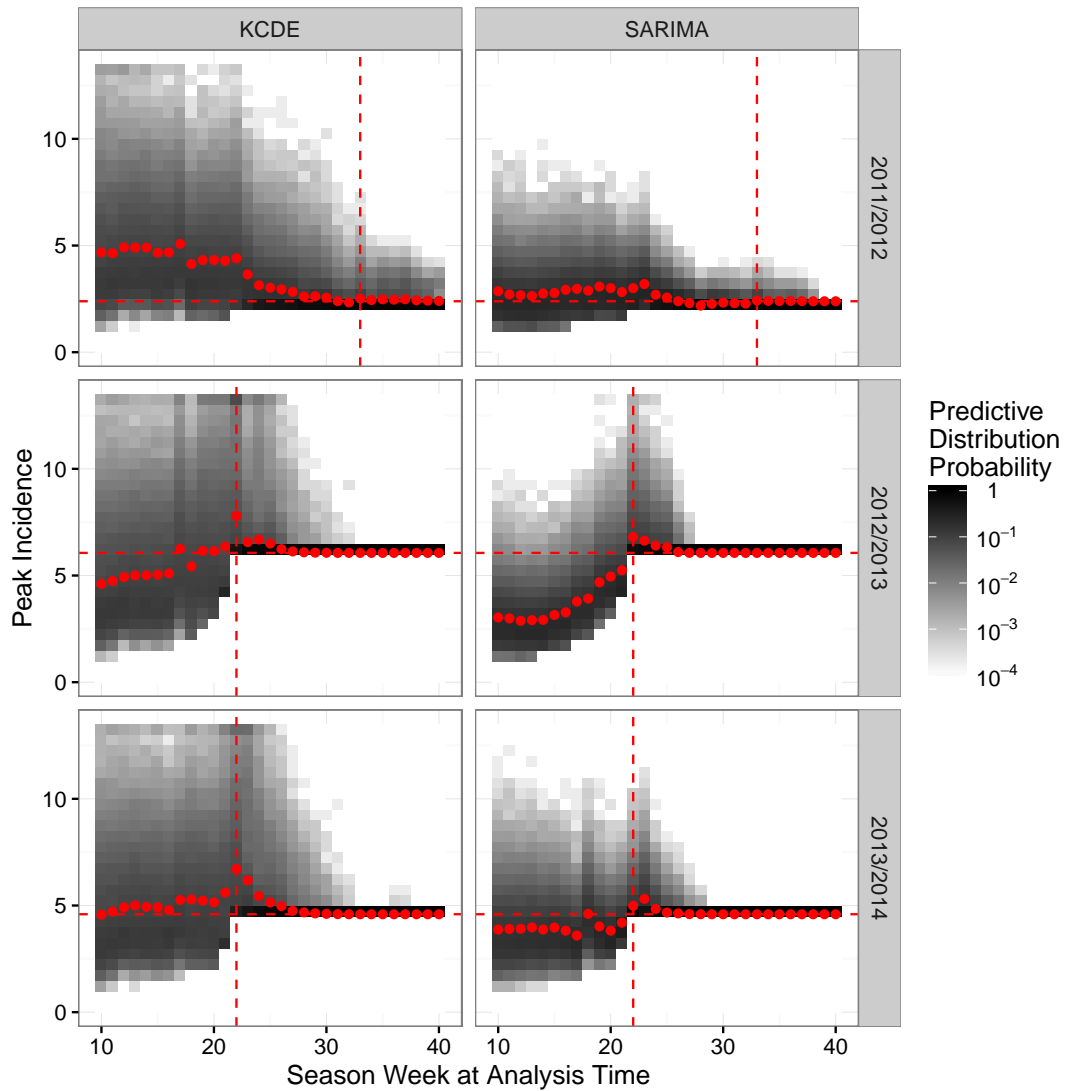 KCDE
SARIMA
10
5
0
2011/2012
10
5
0
2012/2013
10
5
0
2013/2014
10 20 30 40
10 20 30 40
Peak Incidence
Season Week at Analysis Time
Predictive
Distribution
Probability
1
10⁻¹
10⁻²
10⁻³
10⁻⁴